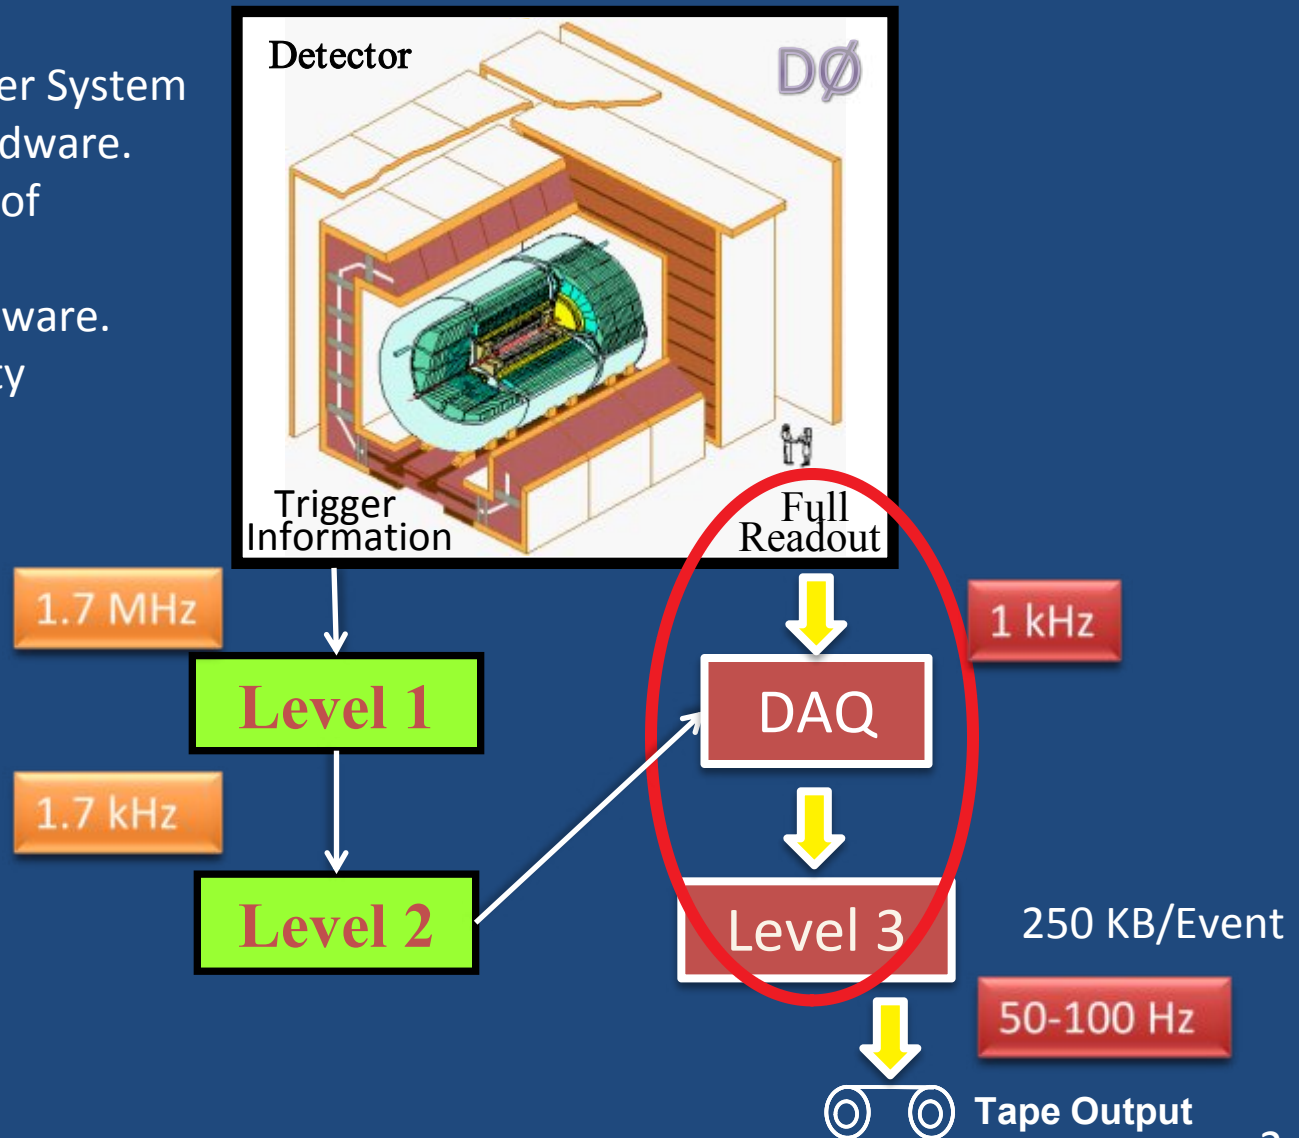 er System
dware.
of
ware.
ty
Detector
DØ
Trigger
Information
Full
Readout
1.7 MHz
1 kHz
Level 1
DAQ
1.7 kHz
Level 2
Level 3
250 KB/Event
50-100 Hz
Tape Output